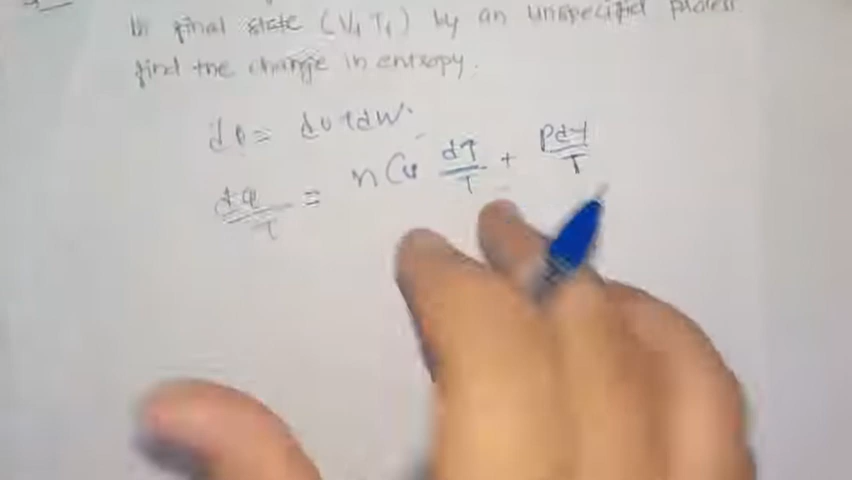 in final state (V₁ T₁) by an unspecified process
find the change in entropy.
dQ = dU + dW
dQ/T = nCv dT/T + PdV/T